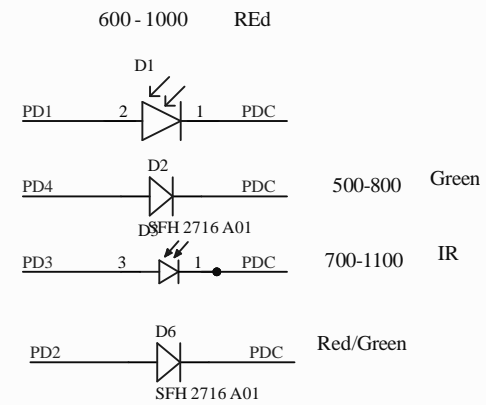 600 - 1000 REd
D1
PD1 2 1 PDC
D2
PD4 PDC 500-800 Green
SFH 2716 A01
D3
PD3 3 1 PDC 700-1100 IR
D6
PD2 PDC Red/Green
SFH 2716 A01